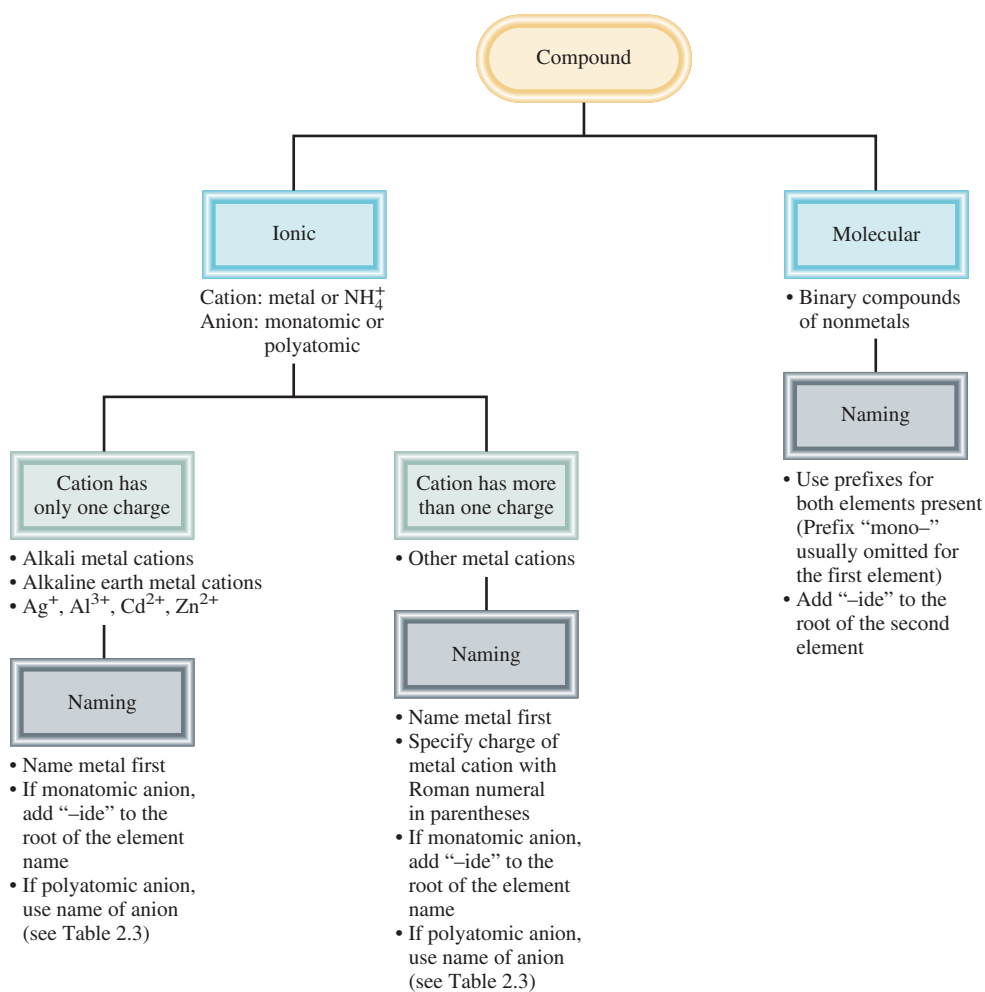 Compound
Ionic
Cation: metal or NH₄⁺
Anion: monatomic or
polyatomic
Cation has
only one charge
• Alkali metal cations
• Alkaline earth metal cations
• Ag⁺, Al³⁺, Cd²⁺, Zn²⁺
Naming
• Name metal first
• If monatomic anion,
add “–ide” to the
root of the element
name
• If polyatomic anion,
use name of anion
(see Table 2.3)
Cation has more
than one charge
• Other metal cations
Naming
• Name metal first
• Specify charge of
metal cation with
Roman numeral
in parentheses
• If monatomic anion,
add “–ide” to the
root of the element
name
• If polyatomic anion,
use name of anion
(see Table 2.3)
Molecular
• Binary compounds
of nonmetals
Naming
• Use prefixes for
both elements present
(Prefix “mono–”
usually omitted for
the first element)
• Add “–ide” to the
root of the second
element